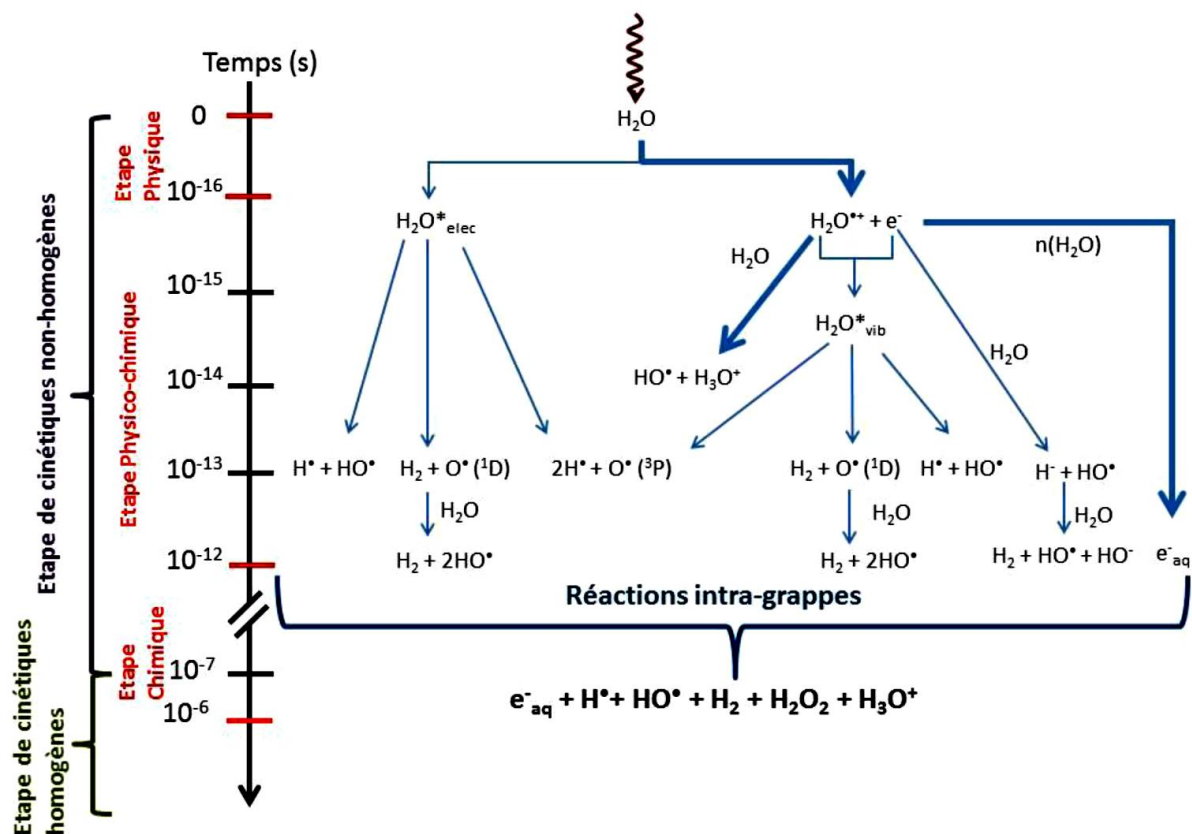 Temps (s)
0
10⁻¹⁶
10⁻¹⁵
10⁻¹⁴
10⁻¹³
10⁻¹²
10⁻⁷
10⁻⁶
Etape de cinétiques non-homogènes
Etape de cinétiques
homogènes
Etape
Physique
Etape Physico-chimique
Etape
Chimique
H₂O
H₂O*elec
H₂O•⁺ + e⁻
n(H₂O)
H₂O
H₂O*vib
H₂O
HO• + H₃O⁺
H• + HO•
H₂ + O• (¹D)
2H• + O• (³P)
H₂ + O• (¹D)
H• + HO•
H⁻ + HO•
H₂O
H₂O
H₂O
H₂ + 2HO•
H₂ + 2HO•
H₂ + HO• + HO⁻
e⁻aq
Réactions intra-grappes
e⁻aq + H•+ HO• + H₂ + H₂O₂ + H₃O⁺